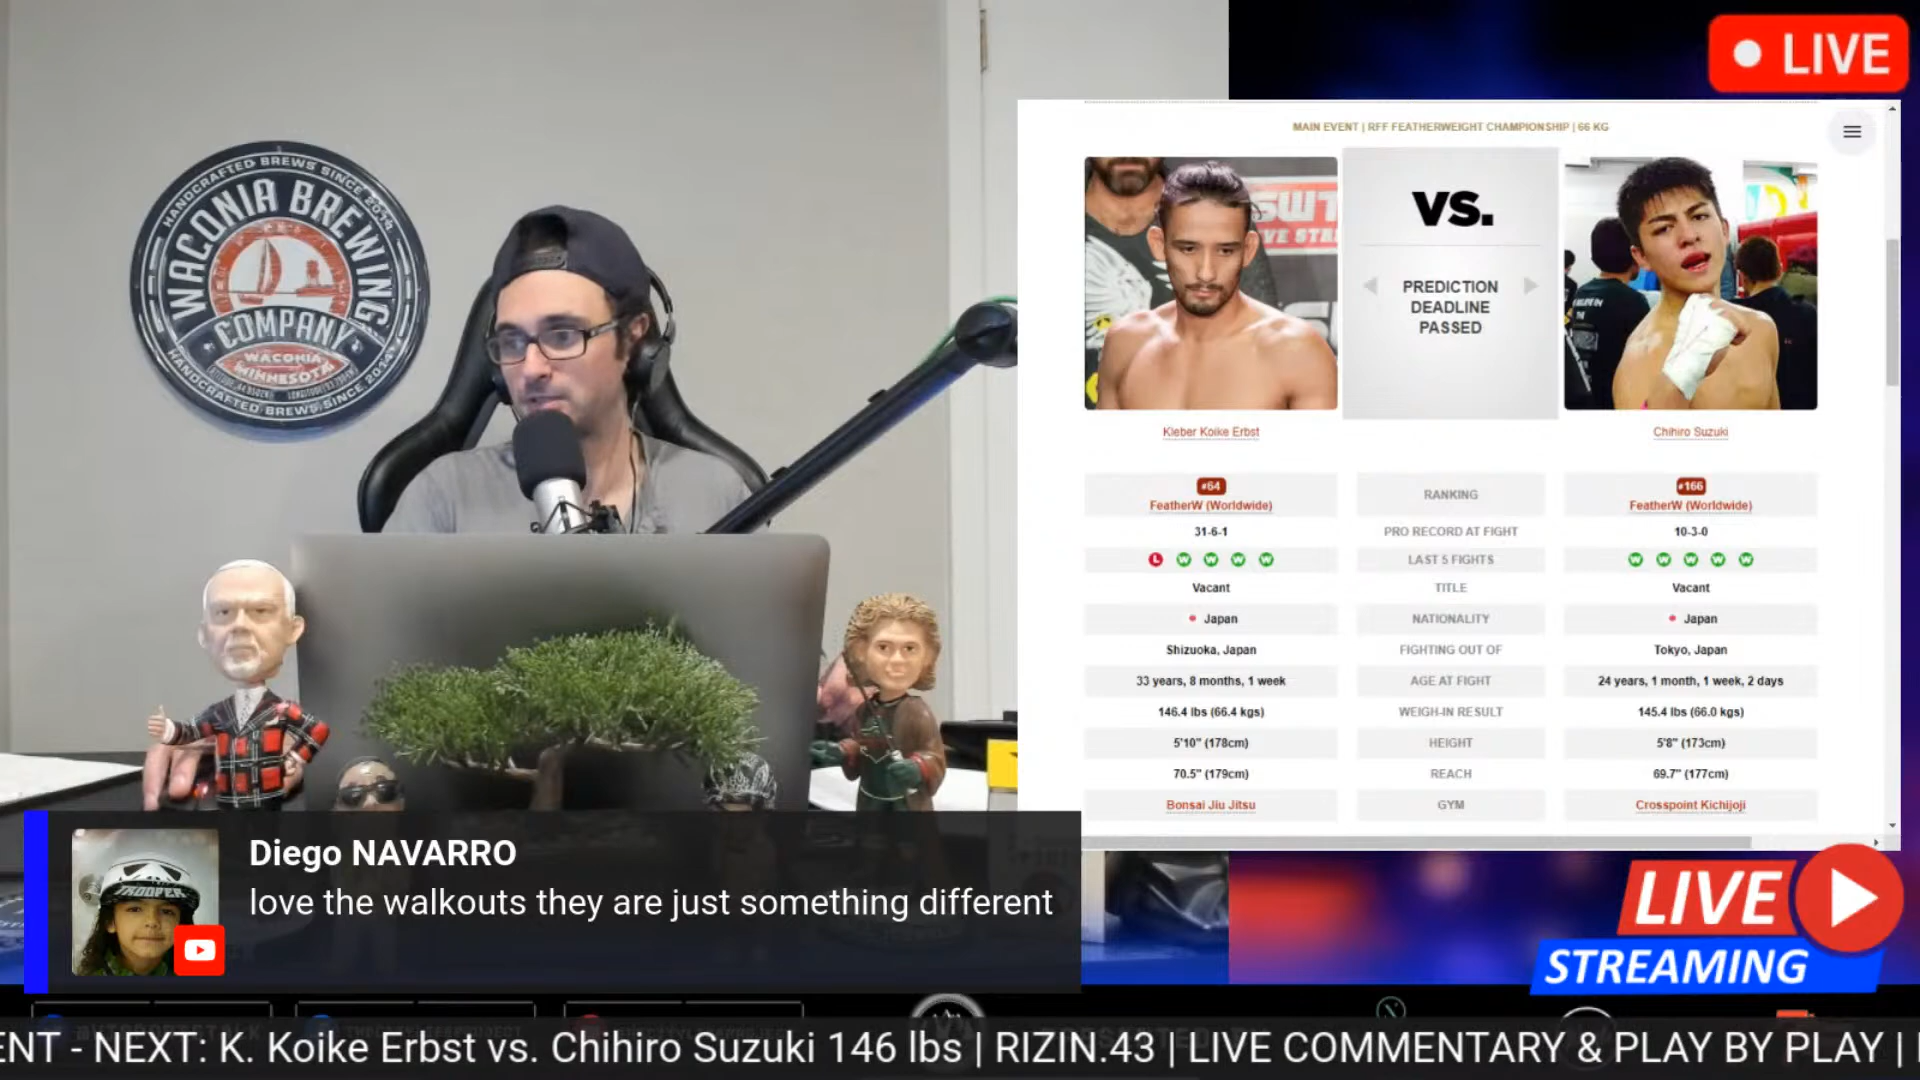 LIVE
HANDCRAFTED BREWS SINCE 2014
WACONIA BREWING
COMPANY
WACONIA
MINNESOTA
HANDCRAFTED BREWS SINCE 2014
MAIN EVENT | RFF FEATHERWEIGHT CHAMPIONSHIP | 66 KG
VS.
PREDICTION
DEADLINE
PASSED
Kleber Koike Erbst
Chihiro Suzuki
#64
FeatherW (Worldwide)
RANKING
#166
FeatherW (Worldwide)
31-6-1 PRO RECORD AT FIGHT 10-3-0
L W W W W LAST 5 FIGHTS W W W W W
Vacant TITLE Vacant
Japan NATIONALITY Japan
Shizuoka, Japan FIGHTING OUT OF Tokyo, Japan
33 years, 8 months, 1 week AGE AT FIGHT 24 years, 1 month, 1 week, 2 days
146.4 lbs (66.4 kgs) WEIGH-IN RESULT 145.4 lbs (66.0 kgs)
5'10" (178cm) HEIGHT 5'8" (173cm)
70.5" (179cm) REACH 69.7" (177cm)
Bonsai Jiu Jitsu GYM Crosspoint Kichijoji
TROOPER
Diego NAVARRO
love the walkouts they are just something different
LIVE
STREAMING
ENT - NEXT: K. Koike Erbst vs. Chihiro Suzuki 146 lbs | RIZIN.43 | LIVE COMMENTARY & PLAY BY PLAY |